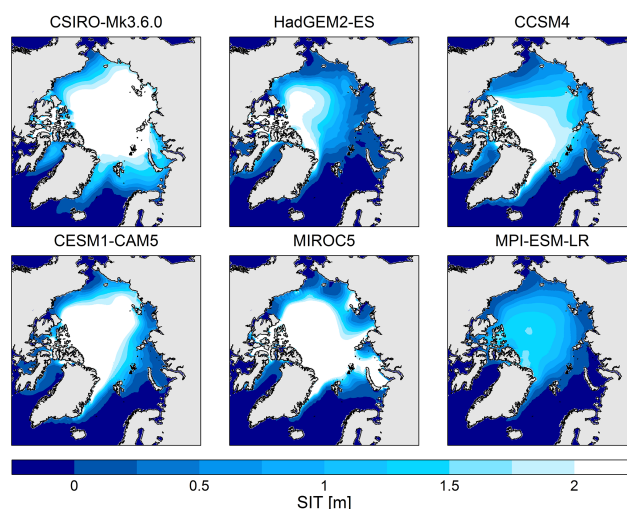 CSIRO-Mk3.6.0 HadGEM2-ES CCSM4
CESM1-CAM5 MIROC5 MPI-ESM-LR
0 0.5 1 1.5 2
SIT [m]